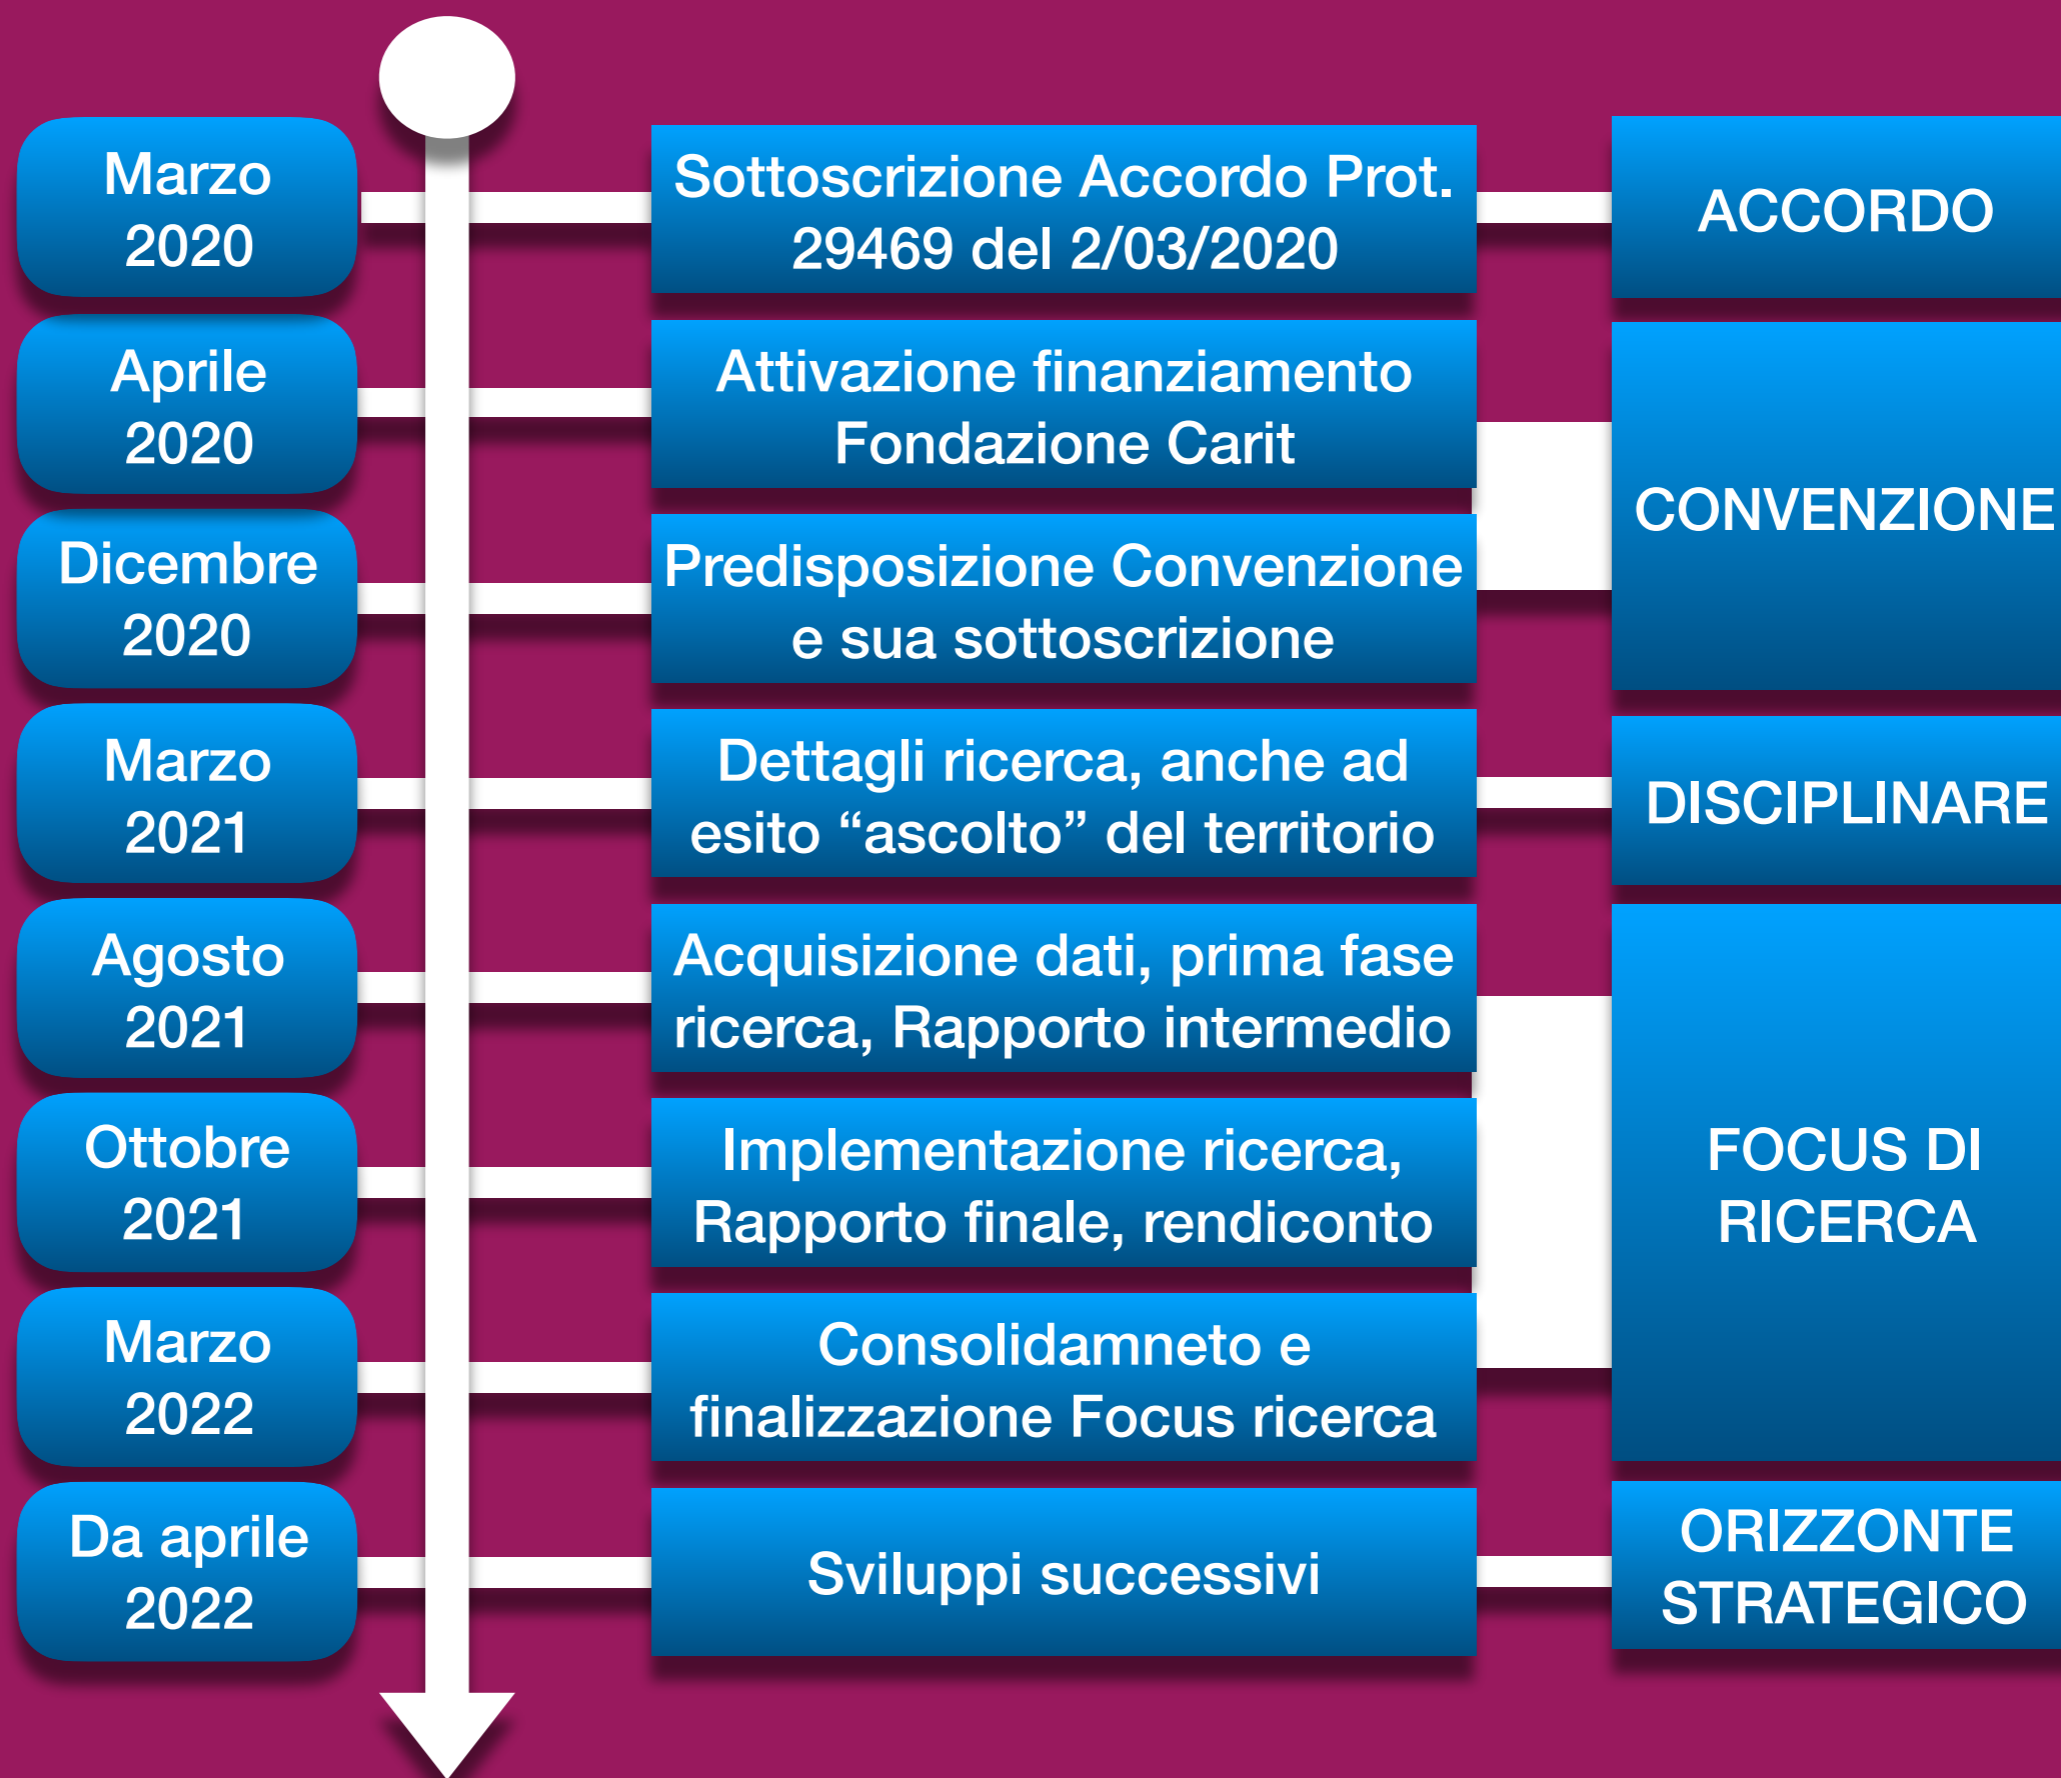 Marzo
2020
Sottoscrizione Accordo Prot.
29469 del 2/03/2020
ACCORDO
Aprile
2020
Attivazione finanziamento
Fondazione Carit
CONVENZIONE
Dicembre
2020
Predisposizione Convenzione
e sua sottoscrizione
Marzo
2021
Dettagli ricerca, anche ad
esito “ascolto” del territorio
DISCIPLINARE
Agosto
2021
Acquisizione dati, prima fase
ricerca, Rapporto intermedio
FOCUS DI
RICERCA
Ottobre
2021
Implementazione ricerca,
Rapporto finale, rendiconto
Marzo
2022
Consolidamneto e
finalizzazione Focus ricerca
Da aprile
2022
Sviluppi successivi
ORIZZONTE
STRATEGICO